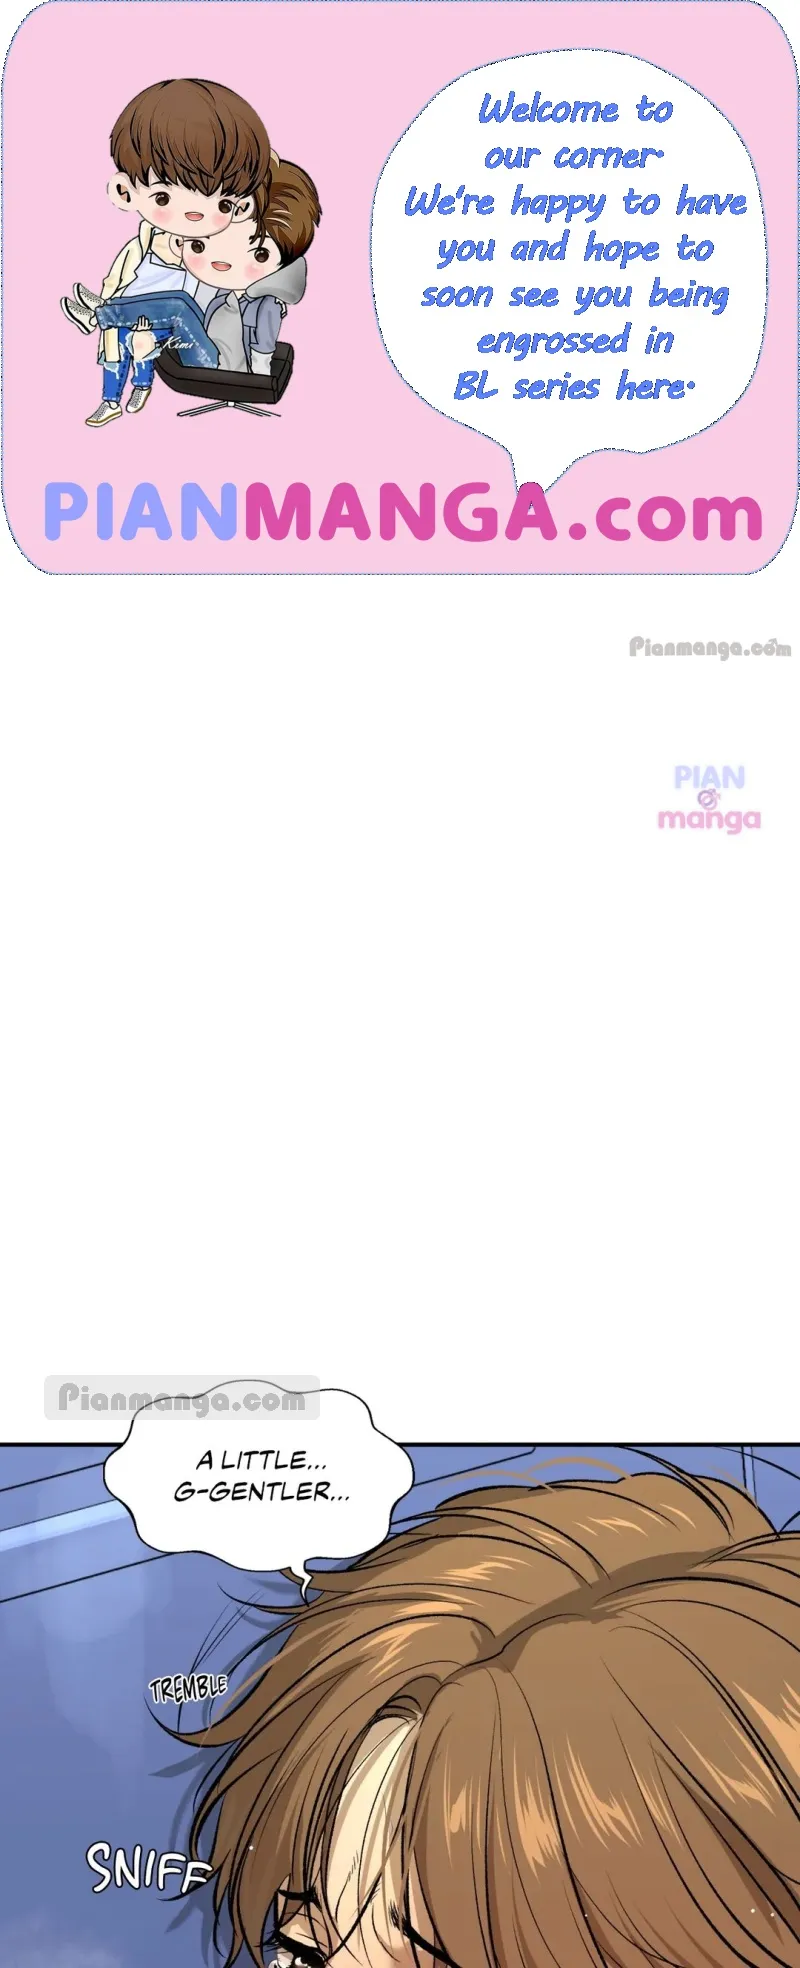 Welcome to
our corner.
We're happy to have
you and hope to
soon see you being
engrossed in
BL series here.
Kimi
PIANMANGA.com
Pianmanga.com
PIAN
manga
Pianmanga.com
A LITTLE...
G-GENTLER...
TREMBLE
SNIFF